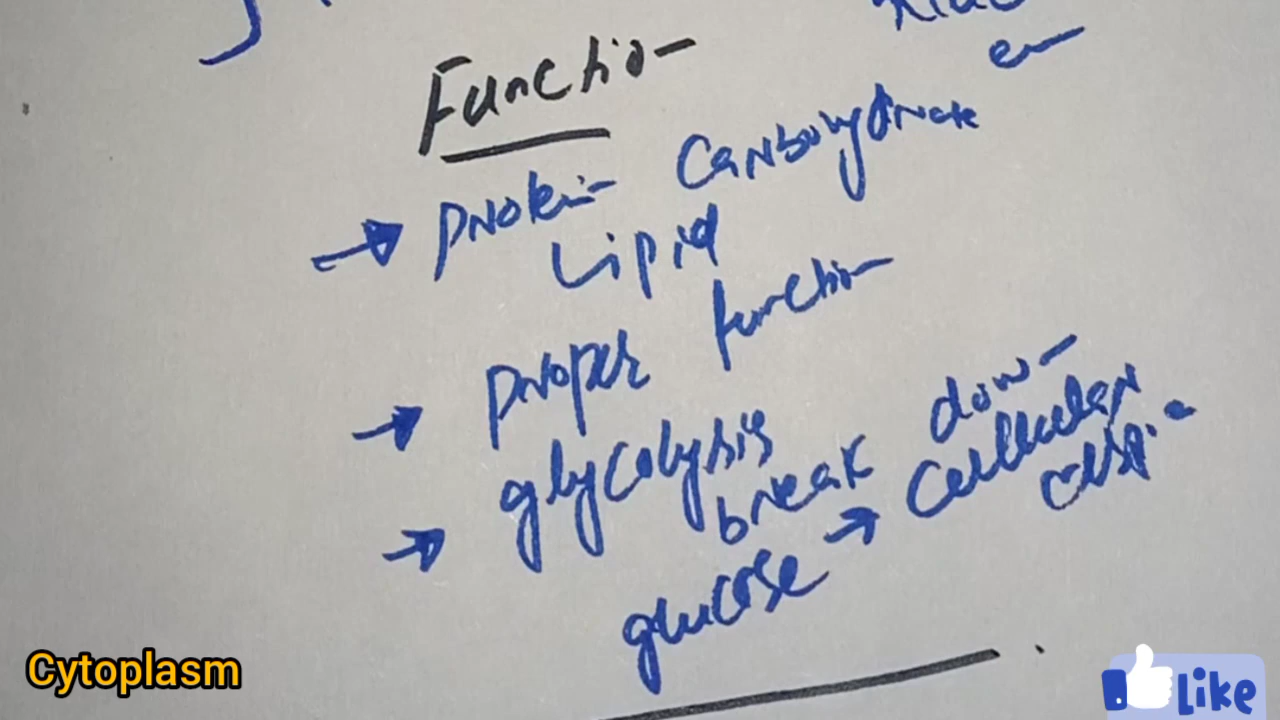 Function
→ protein Carbohydrate
Lipid
→ proper function
→ glycolysis
break down
glucose → Cellular
Cytoplasm
Like